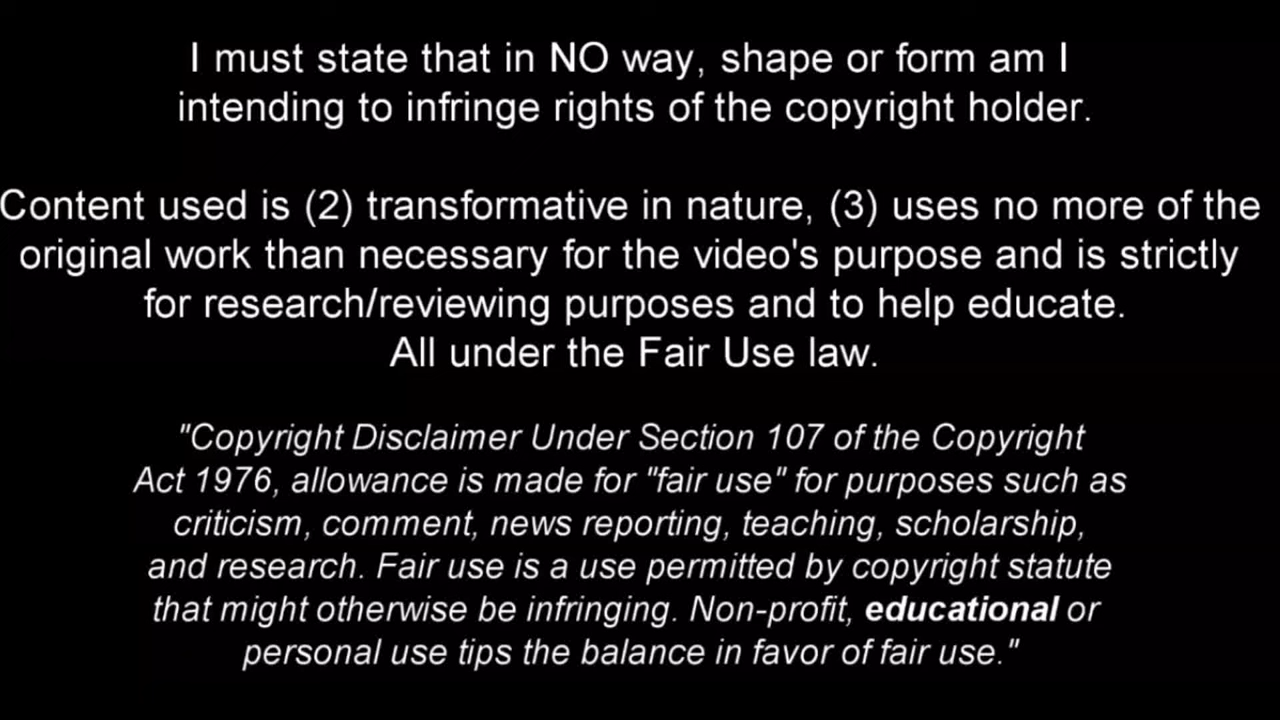 I must state that in NO way, shape or form am I
intending to infringe rights of the copyright holder.
Content used is (2) transformative in nature, (3) uses no more of the
original work than necessary for the video's purpose and is strictly
for research/reviewing purposes and to help educate.
All under the Fair Use law.
"Copyright Disclaimer Under Section 107 of the Copyright
Act 1976, allowance is made for "fair use" for purposes such as
criticism, comment, news reporting, teaching, scholarship,
and research. Fair use is a use permitted by copyright statute
that might otherwise be infringing. Non-profit, educational or
personal use tips the balance in favor of fair use."